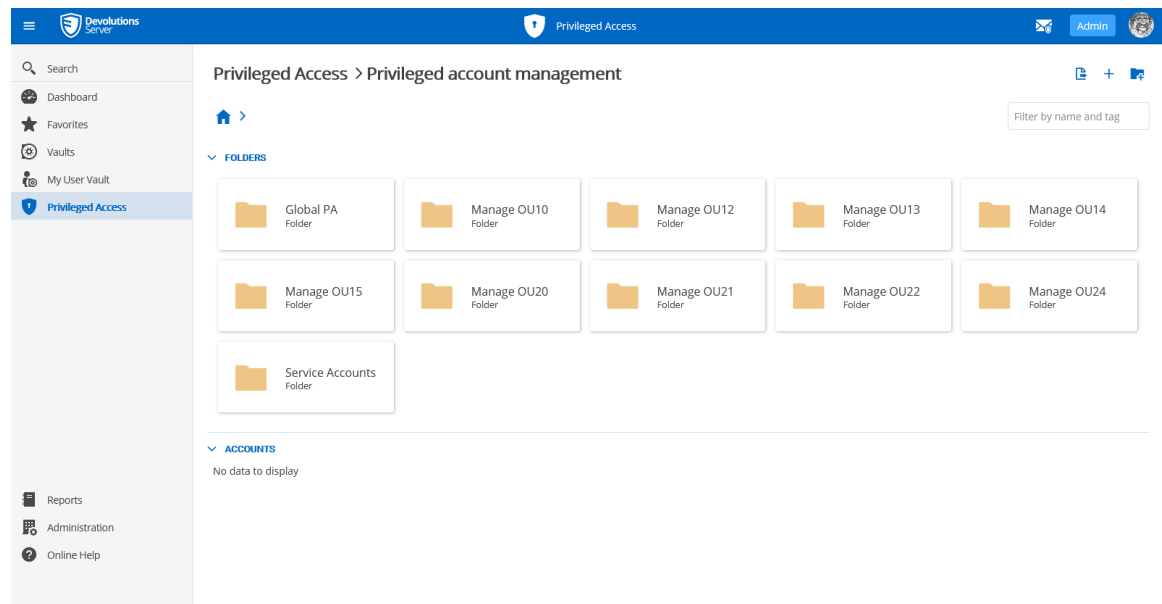 Devolutions
Server
Privileged Access
Admin
Search
Dashboard
Favorites
Vaults
My User Vault
Privileged Access
Reports
Administration
Online Help
Privileged Access > Privileged account management
Filter by name and tag
FOLDERS
Global PA
Folder
Manage OU10
Folder
Manage OU12
Folder
Manage OU13
Folder
Manage OU14
Folder
Manage OU15
Folder
Manage OU20
Folder
Manage OU21
Folder
Manage OU22
Folder
Manage OU24
Folder
Service Accounts
Folder
ACCOUNTS
No data to display